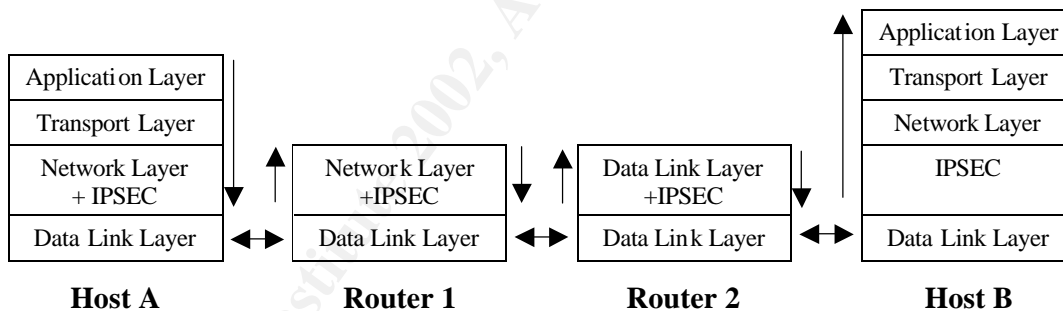 Application Layer
Transport Layer
Network Layer
+ IPSEC
Data Link Layer
Host A
Network Layer
+IPSEC
Data Link Layer
Router 1
Data Link Layer
+IPSEC
Data Link Layer
Router 2
Application Layer
Transport Layer
Network Layer
IPSEC
Data Link Layer
Host B
2002, A